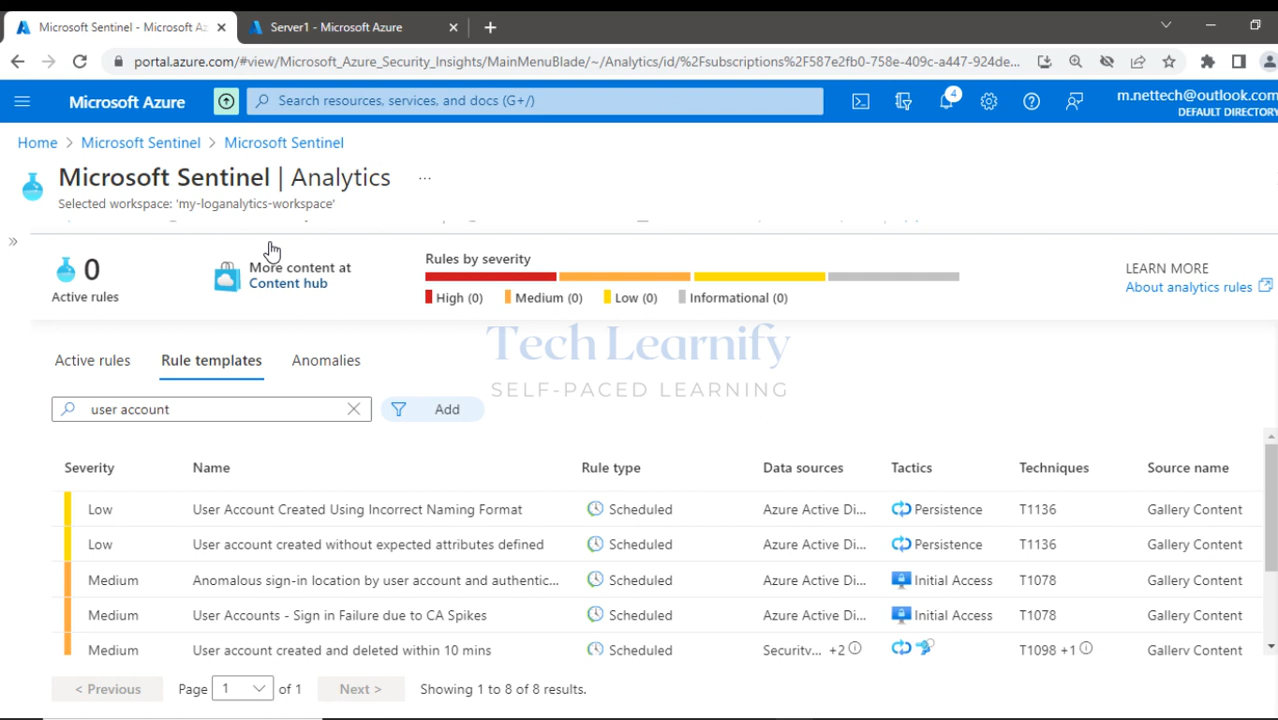 Microsoft Sentinel - Microsoft Az
Server1 - Microsoft Azure
portal.azure.com/#view/Microsoft_Azure_Security_Insights/MainMenuBlade/~/Analytics/id/%2Fsubscriptions%2F587e2fb0-758e-409c-a447-924de...
Microsoft Azure
Search resources, services, and docs (G+/)
4
m.nettech@outlook.com
DEFAULT DIRECTORY
Home > Microsoft Sentinel > Microsoft Sentinel
Microsoft Sentinel | Analytics ...
Selected workspace: 'my-loganalytics-workspace'
0
Active rules
More content at
Content hub
Rules by severity
High (0) Medium (0) Low (0) Informational (0)
LEARN MORE
About analytics rules
Tech Learnify
SELF-PACED LEARNING
Active rules Rule templates Anomalies
user account
Add
Severity Name Rule type Data sources Tactics Techniques Source name
Low User Account Created Using Incorrect Naming Format Scheduled Azure Active Di... Persistence T1136 Gallery Content
Low User account created without expected attributes defined Scheduled Azure Active Di... Persistence T1136 Gallery Content
Medium Anomalous sign-in location by user account and authentic... Scheduled Azure Active Di... Initial Access T1078 Gallery Content
Medium User Accounts - Sign in Failure due to CA Spikes Scheduled Azure Active Di... Initial Access T1078 Gallery Content
Medium User account created and deleted within 10 mins Scheduled Security... +2 T1098 +1 Gallery Content
< Previous Page 1 of 1 Next > Showing 1 to 8 of 8 results.